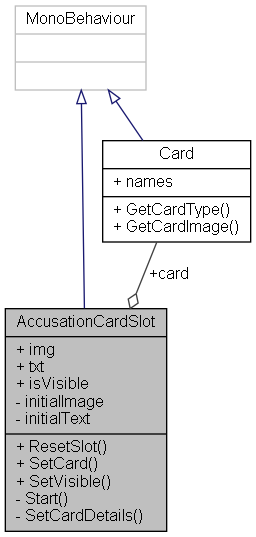 MonoBehaviour
Card
+ names
+ GetCardType()
+ GetCardImage()
+card
AccusationCardSlot
+ img
+ txt
+ isVisible
- initialImage
- initialText
+ ResetSlot()
+ SetCard()
+ SetVisible()
- Start()
- SetCardDetails()